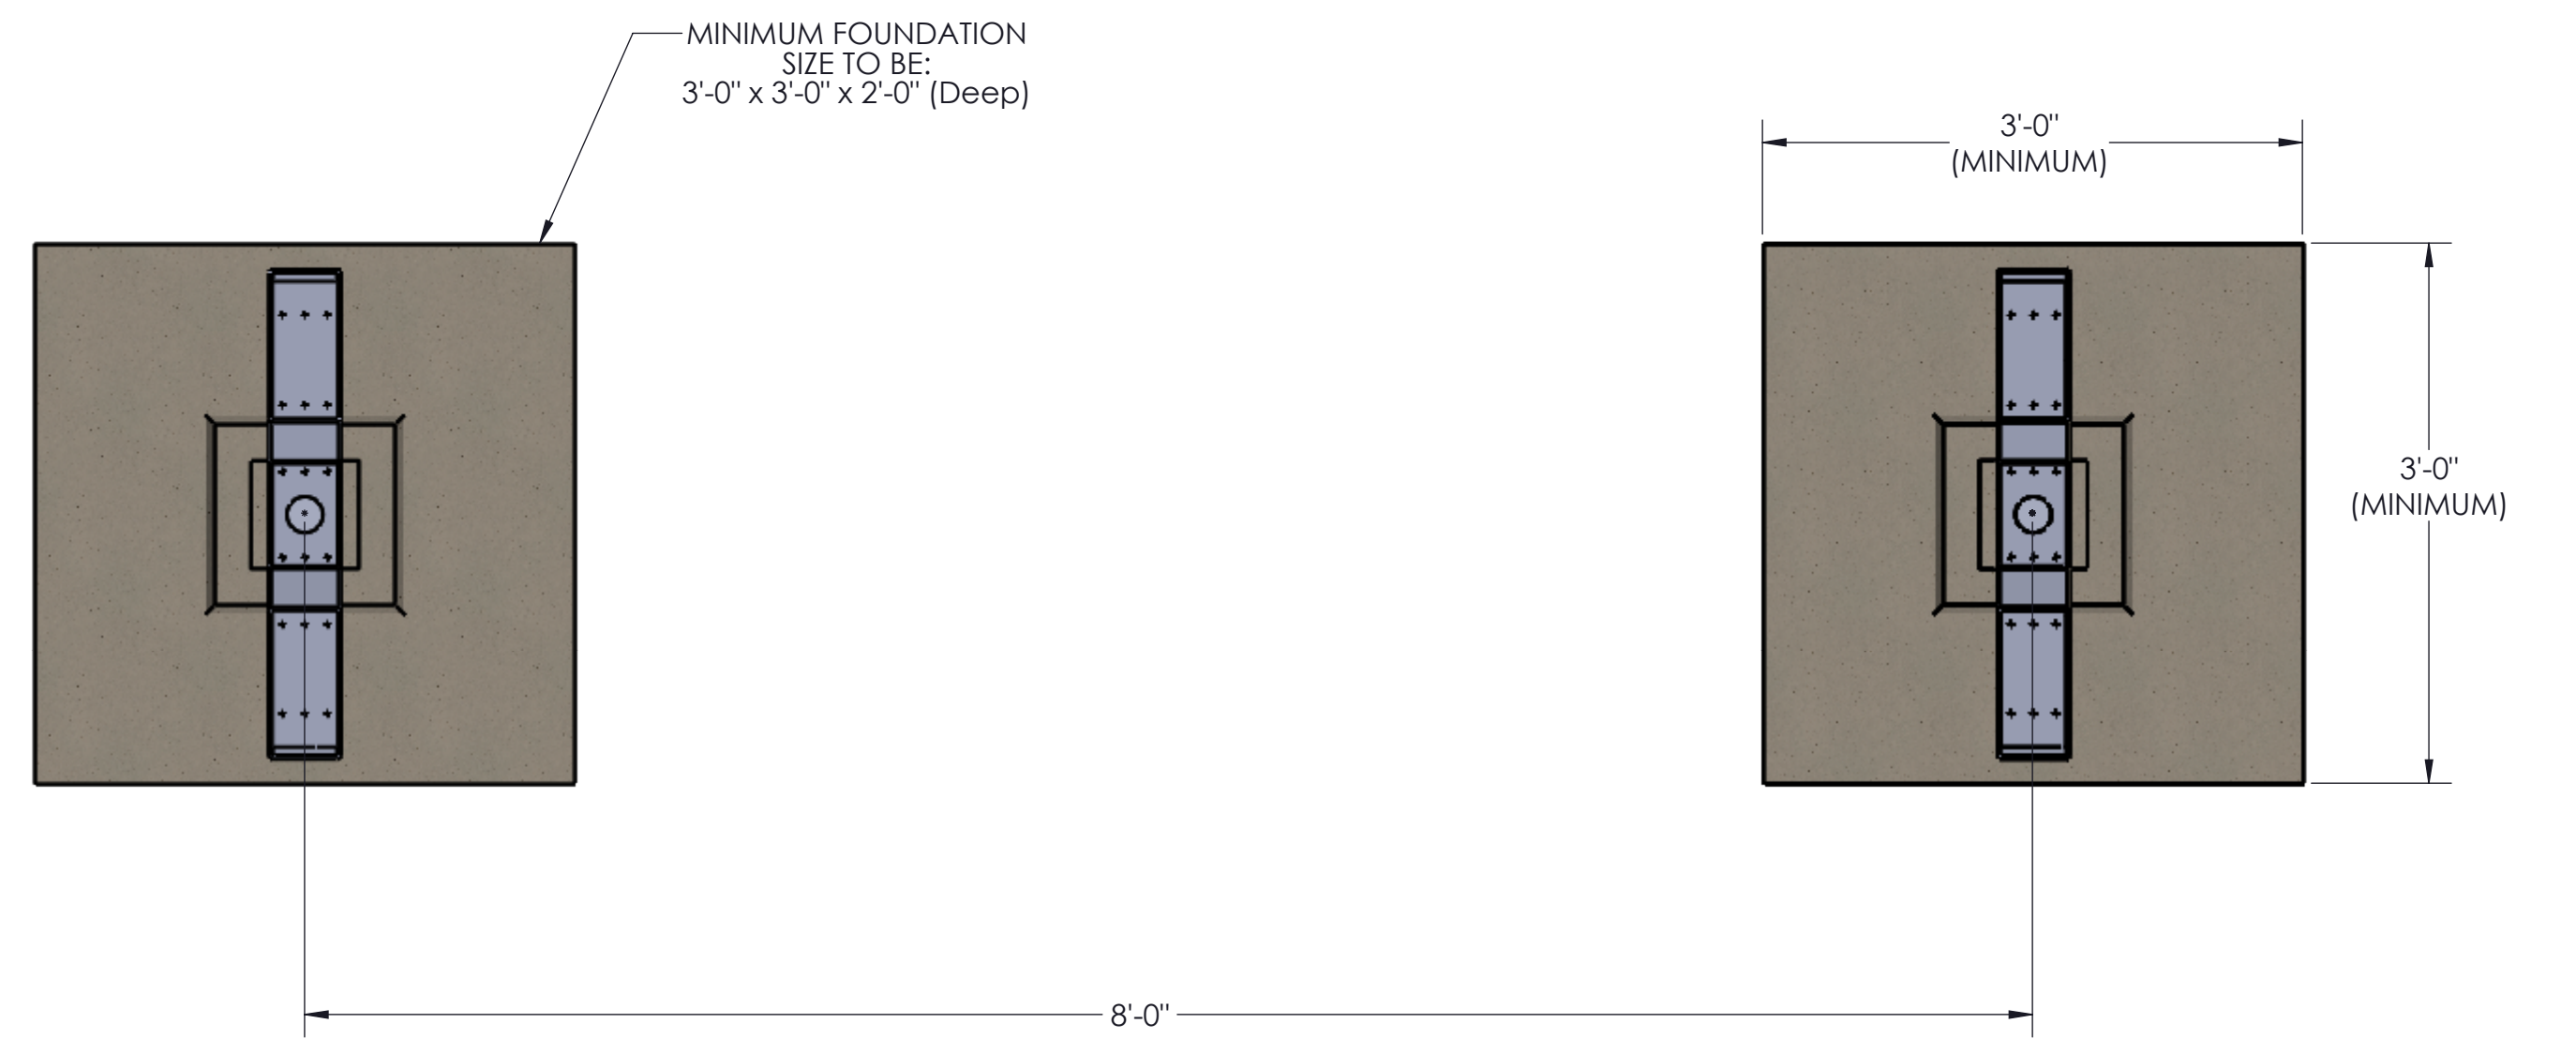 MINIMUM FOUNDATION
SIZE TO BE:
3'-0" x 3'-0" x 2'-0" (Deep)
3'-0"
(MINIMUM)
3'-0"
(MINIMUM)
8'-0"